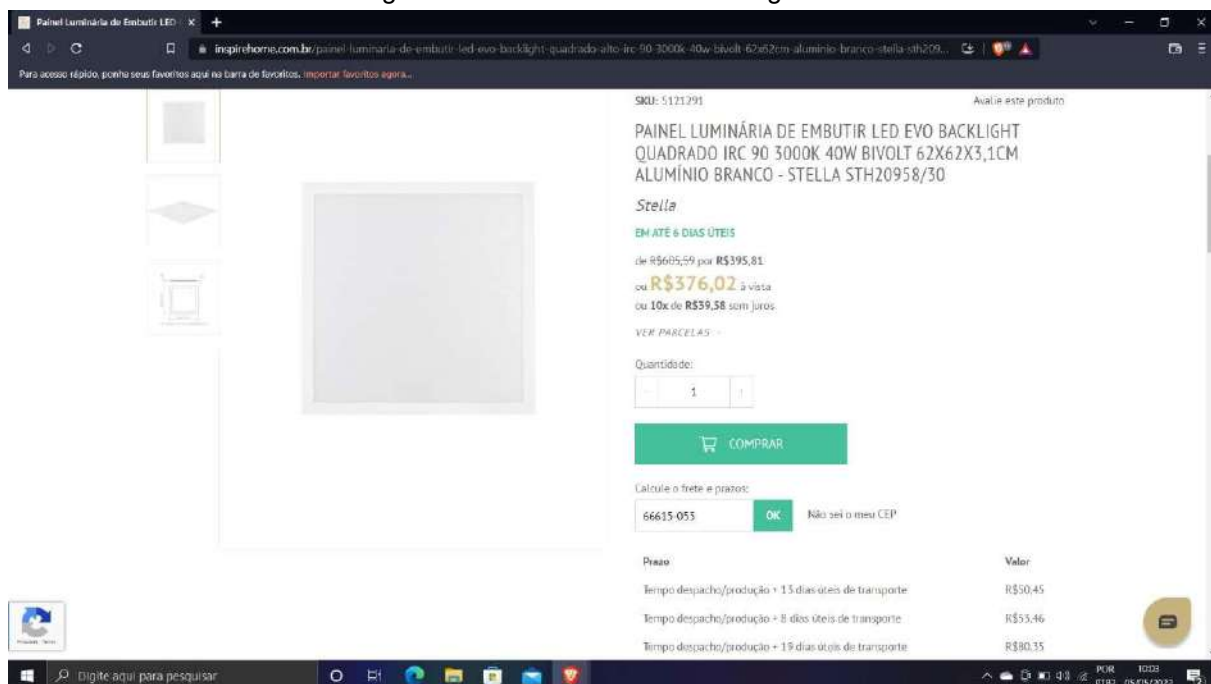 Painel Luminária de Embutir LED
inspirehome.com.br/painel-luminaria-de-embutir-led-evo-backlight-quadrado-alto-irc-90-3000k-40w-bivolt-62x62cm-aluminio-branco-stella-sth209...
Para acesso rápido, ponha seus favoritos aqui na barra de favoritos. Importar favoritos agora...
SKU: 5121291
Avalie este produto
PAINEL LUMINÁRIA DE EMBUTIR LED EVO BACKLIGHT
QUADRADO IRC 90 3000K 40W BIVOLT 62X62X3,1CM
ALUMÍNIO BRANCO - STELLA STH20958/30
Stella
EM ATÉ 6 DIAS ÚTEIS
de R$605,59 por R$395,81
ou R$376,02 à vista
ou 10x de R$39,58 sem juros
VER PARCELAS
Quantidade:
- 1 +
COMPRAR
Calcule o frete e prazos:
66615-055 OK Não sei o meu CEP
Prazo Valor
Tempo despacho/produção + 13 dias úteis de transporte R$50,45
Tempo despacho/produção + 8 dias úteis de transporte R$53,46
Tempo despacho/produção + 19 dias úteis de transporte R$80,35
Digite aqui para pesquisar
POR 10:03